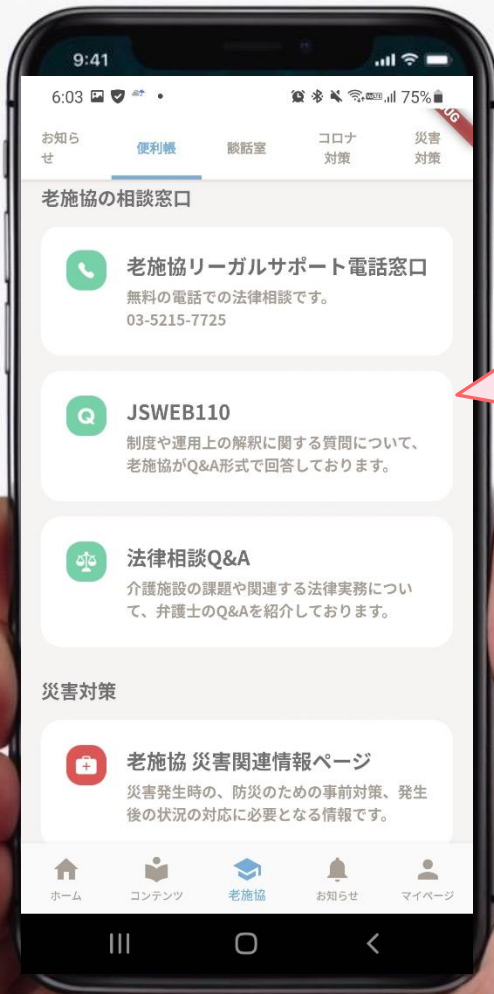 9:41
6:03 75%
UG
お知ら
せ
便利帳
談話室
コロナ
対策
災害
対策
老施協の相談窓口
老施協リーガルサポート電話窓口
無料の電話での法律相談です。
03-5215-7725
Q
JSWEB110
制度や運用上の解釈に関する質問について、
老施協がQ&A形式で回答しております。
法律相談Q&A
介護施設の課題や関連する法律実務につい
て、弁護士のQ&Aを紹介しております。
災害対策
老施協 災害関連情報ページ
災害発生時の、防災のための事前対策、発生
後の状況の対応に必要となる情報です。
ホーム
コンテンツ
老施協
お知らせ
マイページ